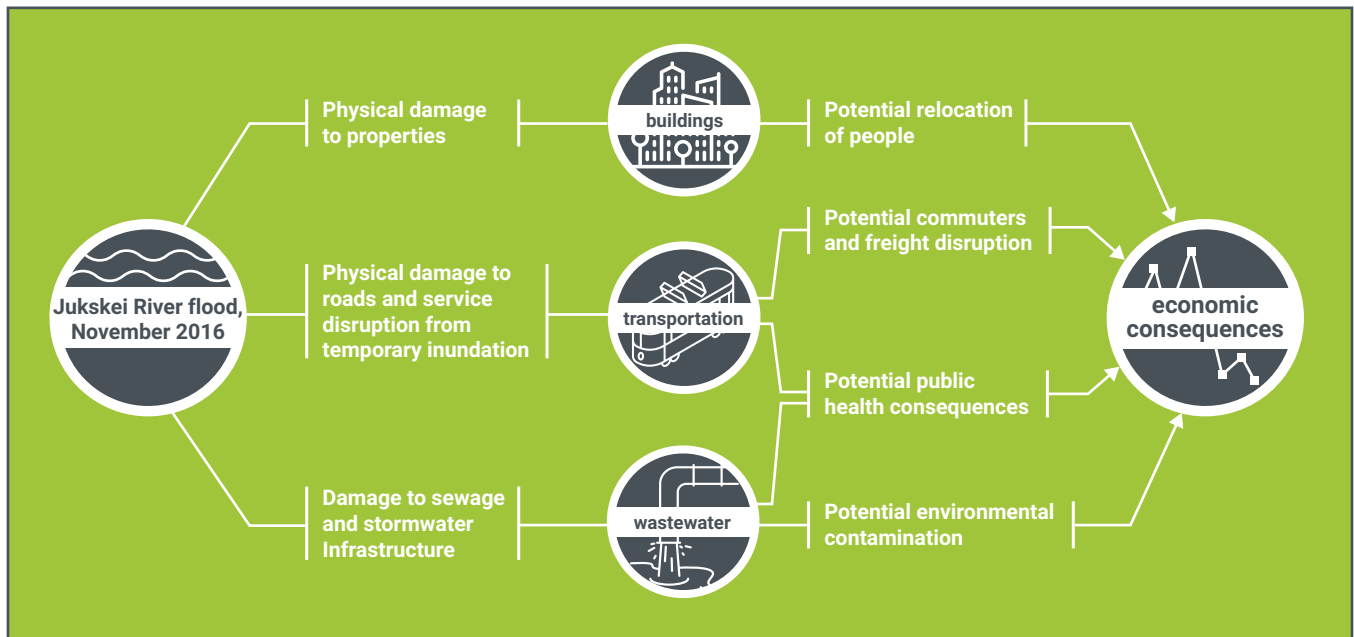 Physical damage
to properties
buildings
Potential relocation
of people
Jukskei River flood,
November 2016
Physical damage to
roads and service
disruption from
temporary inundation
transportation
Potential commuters
and freight disruption
Potential public
health consequences
economic
consequences
Damage to sewage
and stormwater
Infrastructure
wastewater
Potential environmental
contamination